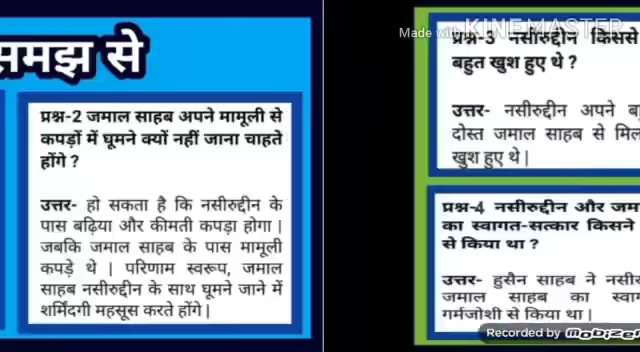 समझ से
प्रश्न-2 जमाल साहब अपने मामूली से
कपड़ों में घूमने क्यों नहीं जाना चाहते
होंगे ?
उत्तर- हो सकता है कि नसीरुद्दीन के
पास बढ़िया और कीमती कपड़ा होगा |
जबकि जमाल साहब के पास मामूली
कपड़े थे | परिणाम स्वरूप, जमाल
साहब नसीरुद्दीन के साथ घूमने जाने में
शर्मिंदगी महसूस करते होंगे |
Made with KINEMASTER
प्रश्न-3 नसीरुद्दीन किससे
बहुत खुश हुए थे ?
उत्तर- नसीरुद्दीन अपने
दोस्त जमाल साहब से
खुश हुए थे |
प्रश्न-4 नसीरुद्दीन और
का स्वागत-सत्कार किसने
से किया था ?
उत्तर- हुसैन साहब ने
जमाल साहब का
गर्मजोशी से किया था |
Recorded by